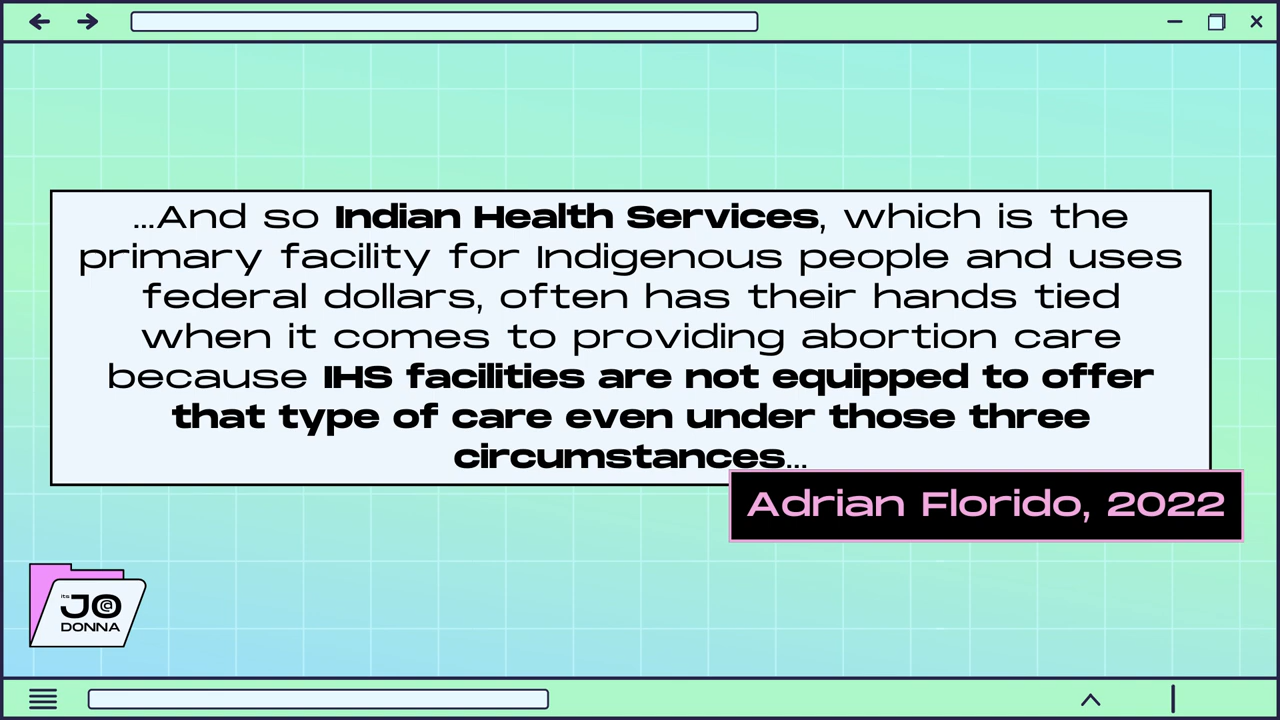 ...And so Indian Health Services, which is the
primary facility for Indigenous people and uses
federal dollars, often has their hands tied
when it comes to providing abortion care
because IHS facilities are not equipped to offer
that type of care even under those three
circumstances...
Adrian Florido, 2022
its
JO
DONNA